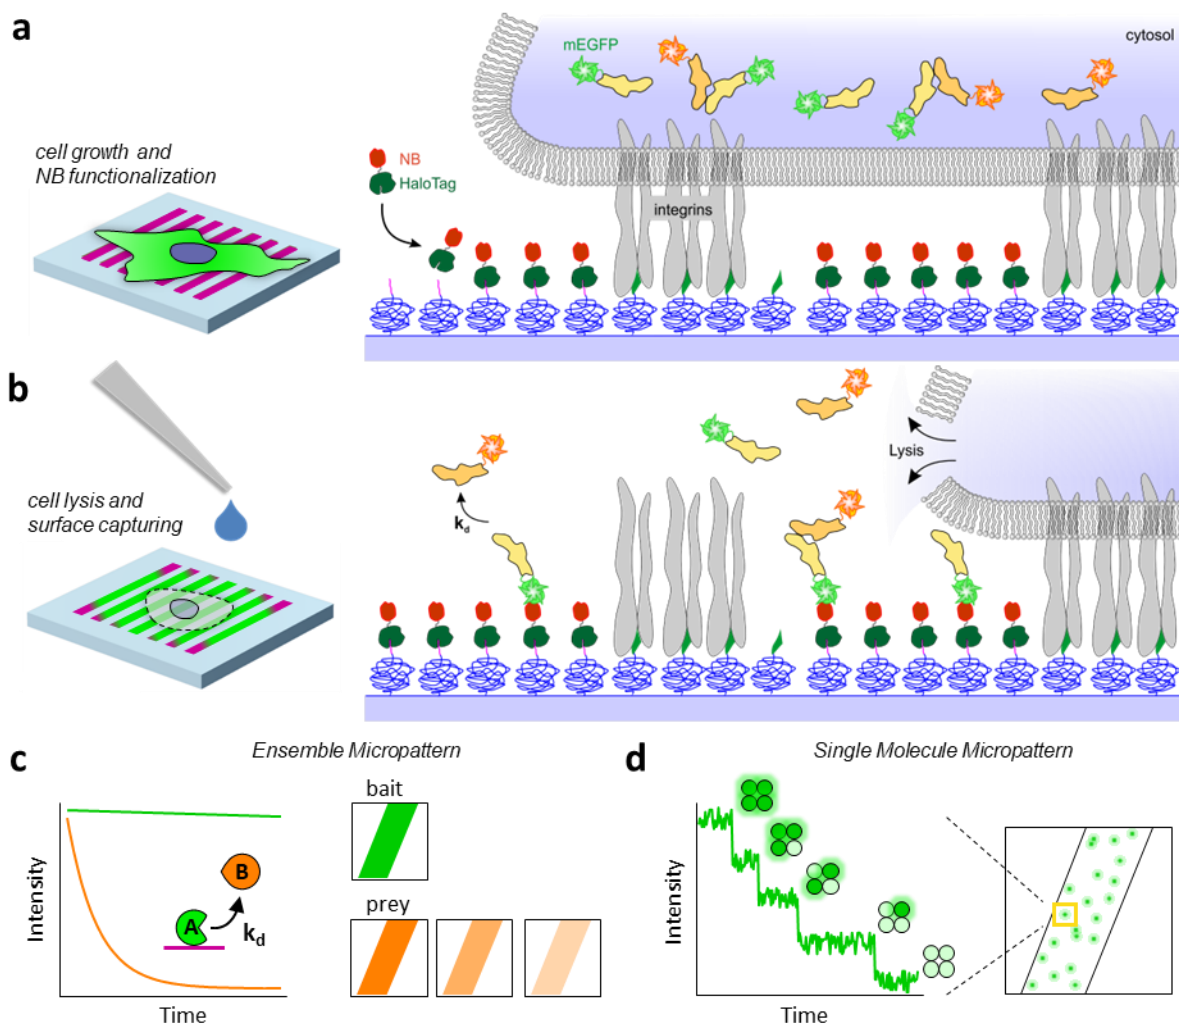 a
cytosol
mEGFP
cell growth and
NB functionalization
NB
HaloTag
integrins
b
Lysis
cell lysis and
surface capturing
kd
c
Ensemble Micropattern
d
Single Molecule Micropattern
bait
Intensity
B
A
kd
prey
Time
Intensity
Time